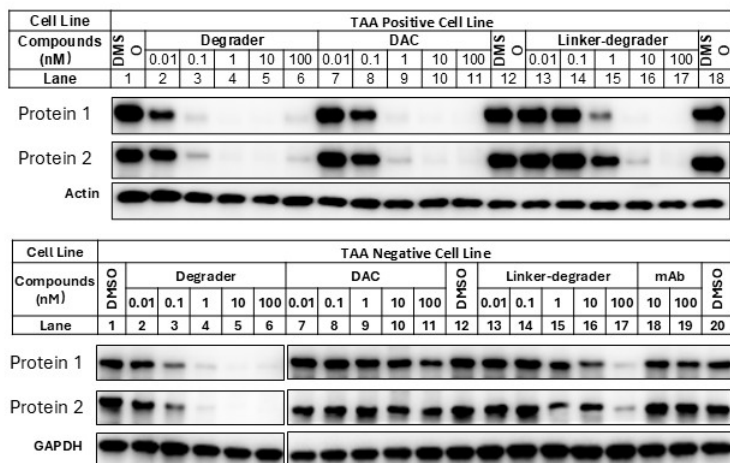 Cell Line TAA Positive Cell Line
Compounds (nM) DMSO Degrader DAC DMSO Linker-degrader DMSO
0.01 0.1 1 10 100 0.01 0.1 1 10 100 0.01 0.1 1 10 100
Lane 1 2 3 4 5 6 7 8 9 10 11 12 13 14 15 16 17 18
Protein 1
Protein 2
Actin
Cell Line TAA Negative Cell Line
Compounds (nM) DMSO Degrader DAC DMSO Linker-degrader mAb DMSO
0.01 0.1 1 10 100 0.01 0.1 1 10 100 0.01 0.1 1 10 100 10 100
Lane 1 2 3 4 5 6 7 8 9 10 11 12 13 14 15 16 17 18 19 20
Protein 1
Protein 2
GAPDH